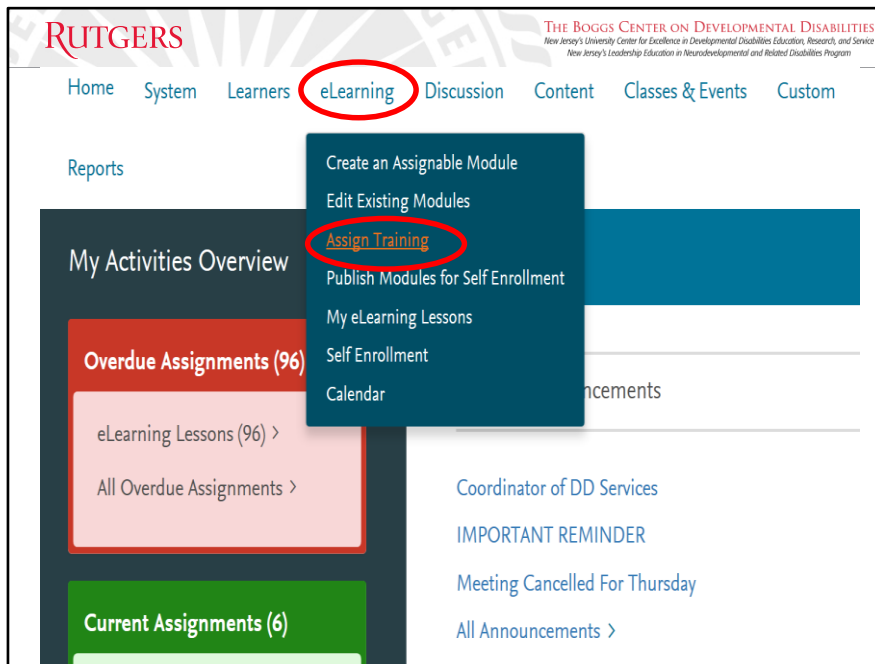 RUTGERS
THE BOGGS CENTER ON DEVELOPMENTAL DISABILITIES
New Jersey's University Center for Excellence in Developmental Disabilities Education, Research, and Service
New Jersey's Leadership Education in Neurodevelopmental and Related Disabilities Program
Home System Learners eLearning Discussion Content Classes & Events Custom
Reports
Create an Assignable Module
Edit Existing Modules
Assign Training
Publish Modules for Self Enrollment
My eLearning Lessons
Self Enrollment
Calendar
My Activities Overview
Overdue Assignments (96)
eLearning Lessons (96) >
All Overdue Assignments >
Current Assignments (6)
ncements
Coordinator of DD Services
IMPORTANT REMINDER
Meeting Cancelled For Thursday
All Announcements >